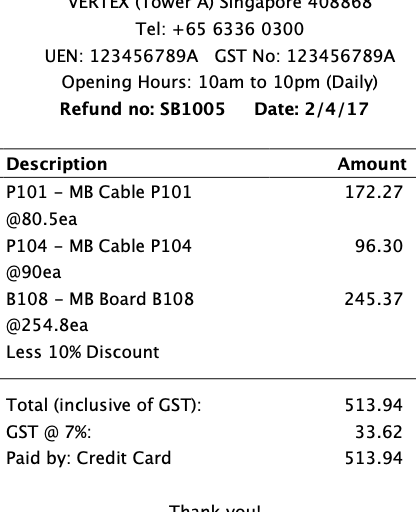 VERTEX (Tower A) Singapore 408868
Tel: +65 6336 0300
UEN: 123456789A GST No: 123456789A
Opening Hours: 10am to 10pm (Daily)
Refund no: SB1005 Date: 2/4/17
Description Amount
P101 – MB Cable P101 172.27
@80.5ea
P104 – MB Cable P104 96.30
@90ea
B108 – MB Board B108 245.37
@254.8ea
Less 10% Discount
Total (inclusive of GST): 513.94
GST @ 7%: 33.62
Paid by: Credit Card 513.94
Thank you!